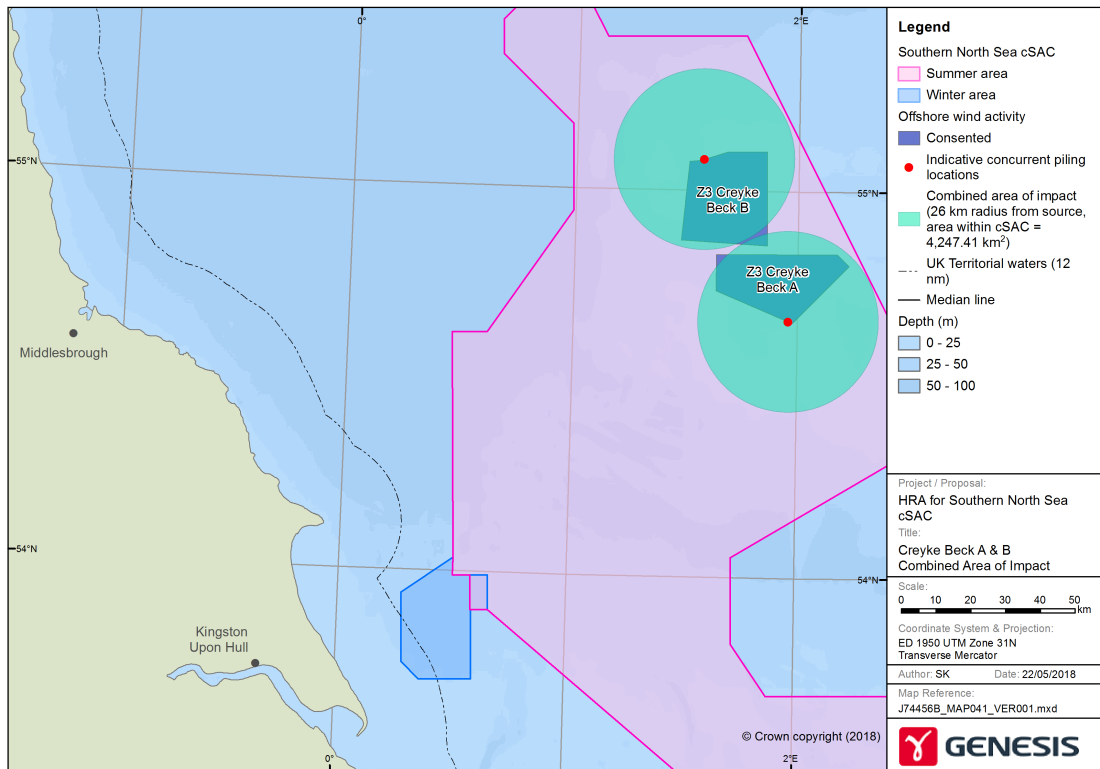 0°
2°E
55°N
55°N
Z3 Creyke
Beck B
Z3 Creyke
Beck A
Middlesbrough
54°N
54°N
Kingston
Upon Hull
© Crown copyright (2018)
0°
2°E
Legend
Southern North Sea cSAC
Summer area
Winter area
Offshore wind activity
Consented
Indicative concurrent piling
locations
Combined area of impact
(26 km radius from source,
area within cSAC =
4,247.41 km²)
UK Territorial waters (12
nm)
Median line
Depth (m)
0 - 25
25 - 50
50 - 100
Project / Proposal:
HRA for Southern North Sea
cSAC
Title:
Creyke Beck A & B
Combined Area of Impact
Scale:
0 10 20 30 40 50
km
Coordinate System & Projection:
ED 1950 UTM Zone 31N
Transverse Mercator
Author: SK Date: 22/05/2018
Map Reference:
J74456B_MAP041_VER001.mxd
GENESIS